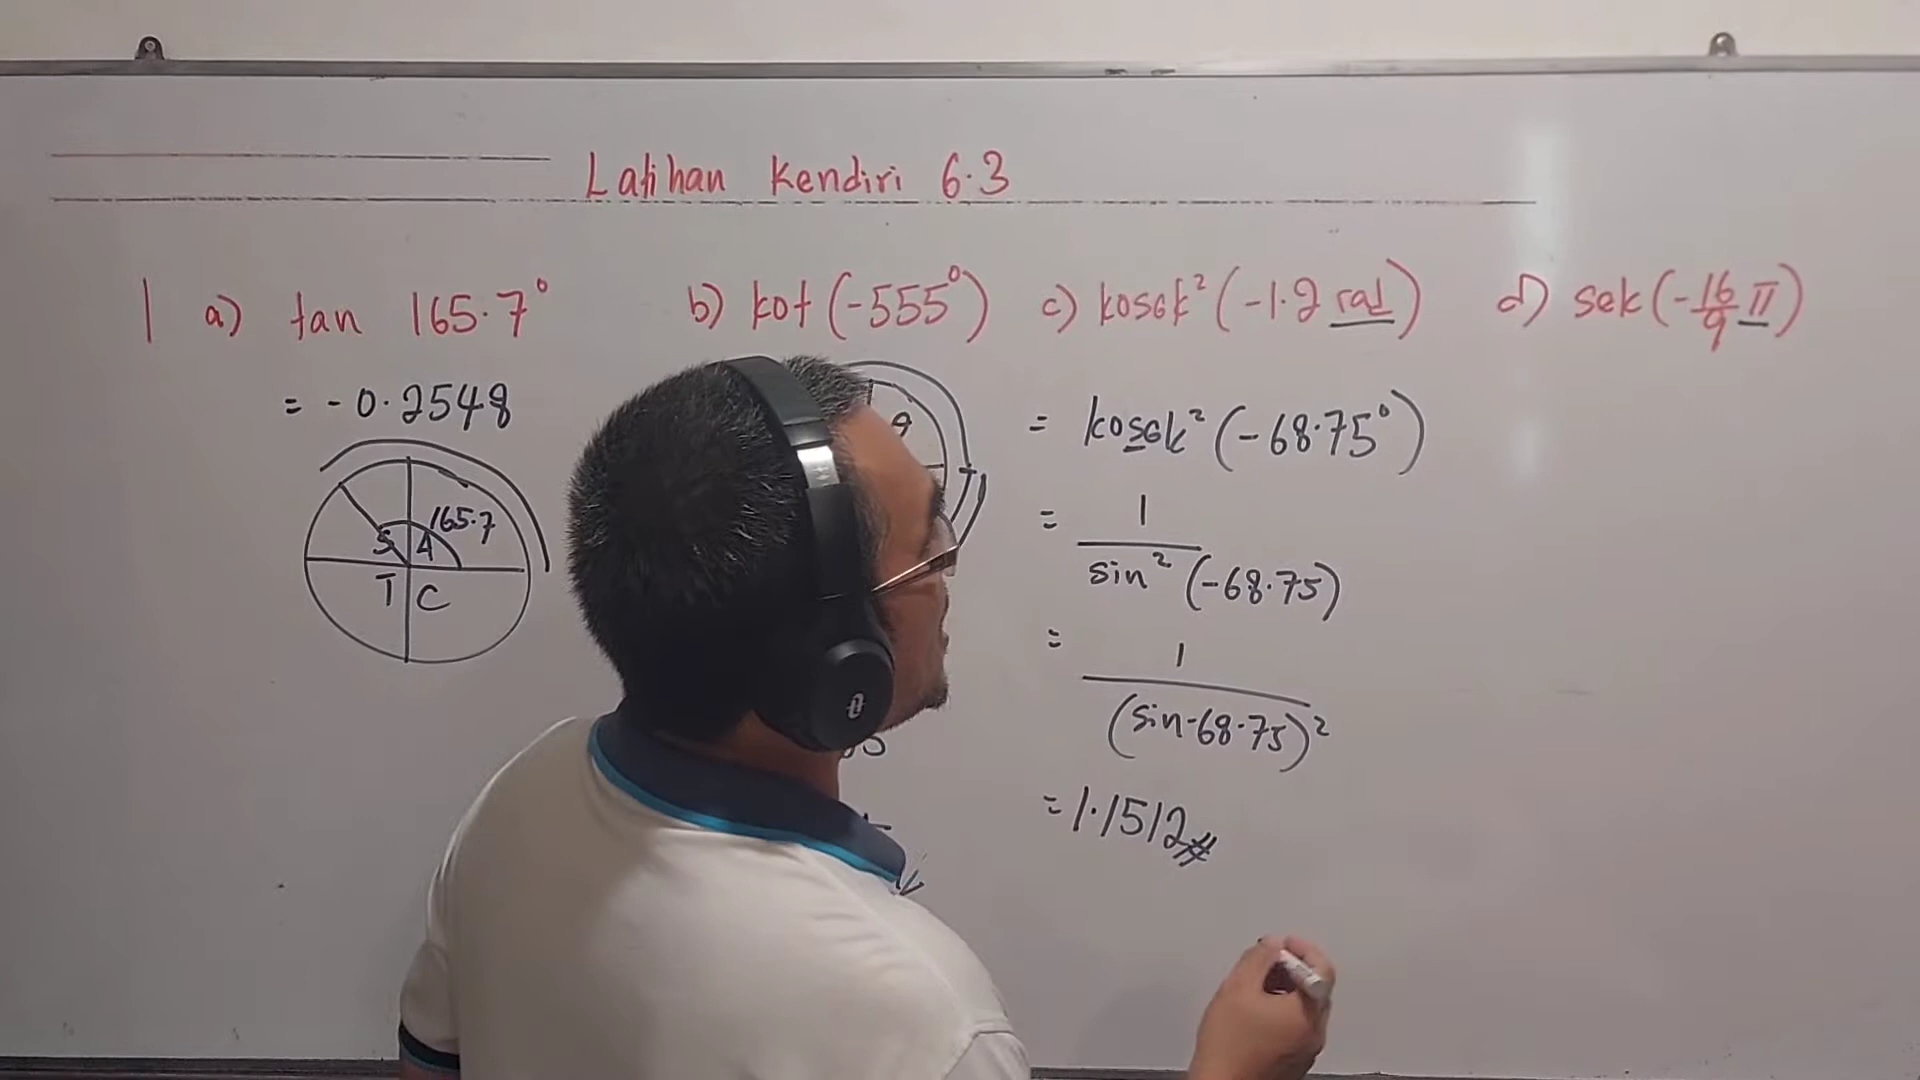 Latihan Kendiri 6.3
1 a) tan 165.7° b) kot (-555°) c) kosek² (-1.2 rad) d) sek (-16/9 π)
= -0.2548
165.7
S A
T C
= kosek² (-68.75°)
= 1 / sin² (-68.75)
= 1 / (sin-68.75)²
= 1.1512#